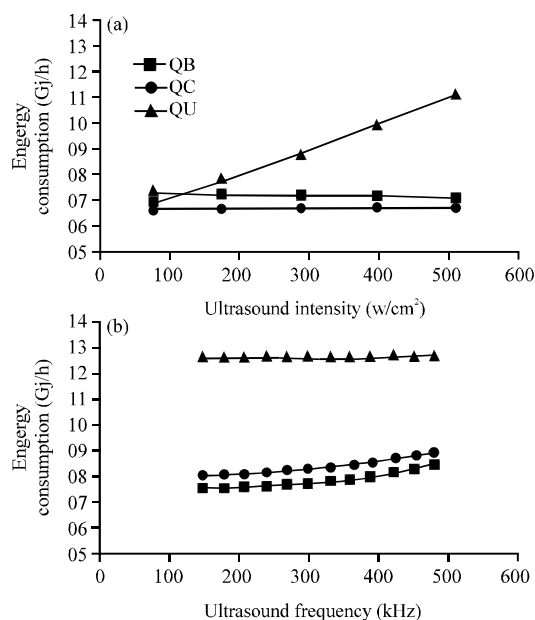 (a)
14
13
12
11
10
09
08
07
06
05
QB
QC
QU
Engergy
consumption (Gj/h)
0 100 200 300 400 500 600
Ultrasound intensity (w/cm²)
(b)
14
13
12
11
10
09
08
07
06
05
Engergy
consumption (Gj/h)
0 100 200 300 400 500 600
Ultrasound frequency (kHz)